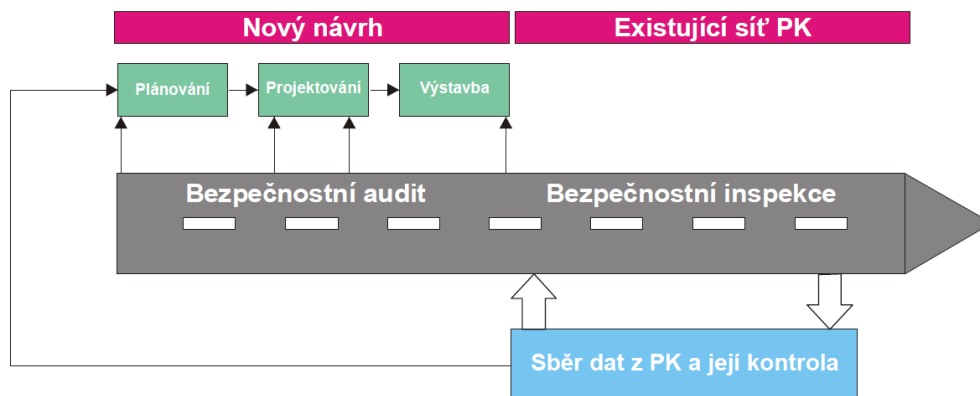 Nový návrh
Existující síť PK
Plánování
Projektování
Výstavba
Bezpečnostní audit
Bezpečnostní inspekce
Sběr dat z PK a její kontrola